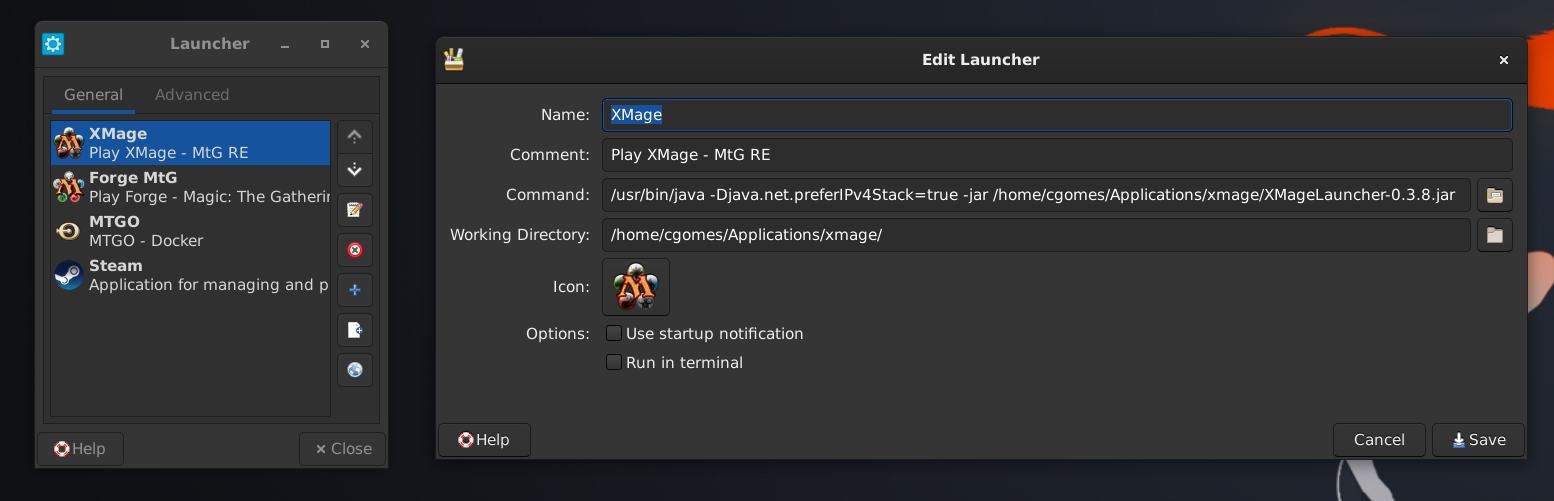 Launcher
General Advanced
XMage
Play XMage - MtG RE
Forge MtG
Play Forge - Magic: The Gatherin
MTGO
MTGO - Docker
Steam
Application for managing and p
Help Close
Edit Launcher
Name: XMage
Comment: Play XMage - MtG RE
Command: /usr/bin/java -Djava.net.preferIPv4Stack=true -jar /home/cgomes/Applications/xmage/XMageLauncher-0.3.8.jar
Working Directory: /home/cgomes/Applications/xmage/
Icon:
Options: Use startup notification
Run in terminal
Help Cancel Save